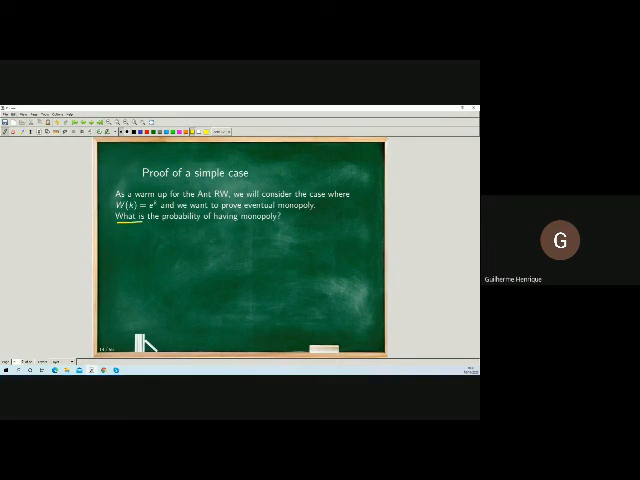 Proof of a simple case
As a warm up for the Ant RW, we will consider the case where
W(k) = eᵏ and we want to prove eventual monopoly.
What is the probability of having monopoly?
G
Guilherme Henrique